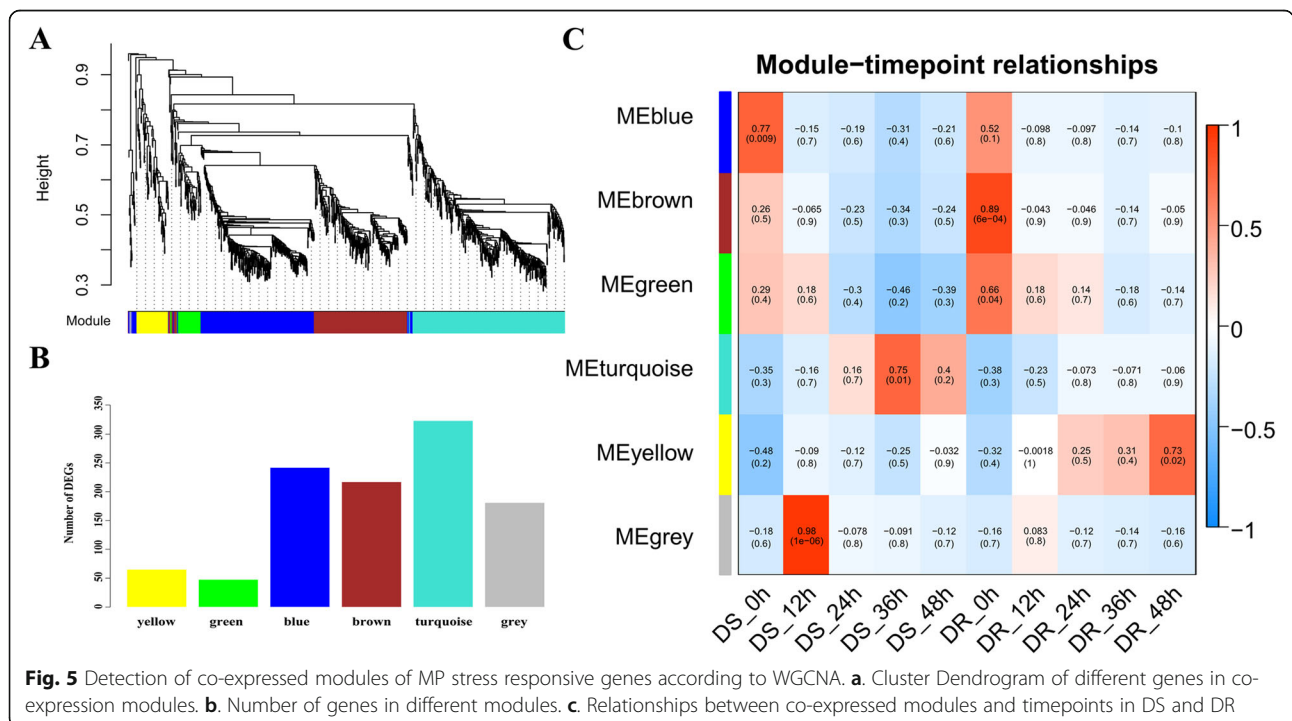 A
Height
0.9
0.7
0.5
0.3
Module
B
Number of DEGs
350
300
250
200
150
100
50
0
yellow green blue brown turquoise grey
C
Module−timepoint relationships
MEblue
0.77 −0.15 −0.19 −0.31 −0.21 0.52 −0.098 −0.097 −0.14 −0.1
(0.009) (0.7) (0.6) (0.4) (0.6) (0.1) (0.8) (0.8) (0.7) (0.8)
MEbrown
0.26 −0.065 −0.23 −0.34 −0.24 0.89 −0.043 −0.046 −0.14 −0.05
(0.5) (0.9) (0.5) (0.3) (0.5) (6e−04) (0.9) (0.9) (0.7) (0.9)
MEgreen
0.29 0.18 −0.3 −0.46 −0.39 0.66 0.18 0.14 −0.18 −0.14
(0.4) (0.6) (0.4) (0.2) (0.3) (0.04) (0.6) (0.7) (0.6) (0.7)
MEturquoise
−0.35 −0.16 0.16 0.75 0.4 −0.38 −0.23 −0.073 −0.071 −0.06
(0.3) (0.7) (0.7) (0.01) (0.2) (0.3) (0.5) (0.8) (0.8) (0.9)
MEyellow
−0.48 −0.09 −0.12 −0.25 −0.032 −0.32 −0.0018 0.25 0.31 0.73
(0.2) (0.8) (0.7) (0.5) (0.9) (0.4) (1) (0.5) (0.4) (0.02)
MEgrey
−0.18 0.98 −0.078 −0.091 −0.12 −0.16 0.083 −0.12 −0.14 −0.16
(0.6) (1e−06) (0.8) (0.8) (0.7) (0.7) (0.8) (0.7) (0.7) (0.6)
DS_0h DS_12h DS_24h DS_36h DS_48h DR_0h DR_12h DR_24h DR_36h DR_48h
1
0.5
0
−0.5
−1
Fig. 5 Detection of co-expressed modules of MP stress responsive genes according to WGCNA. a. Cluster Dendrogram of different genes in co-
expression modules. b. Number of genes in different modules. c. Relationships between co-expressed modules and timepoints in DS and DR